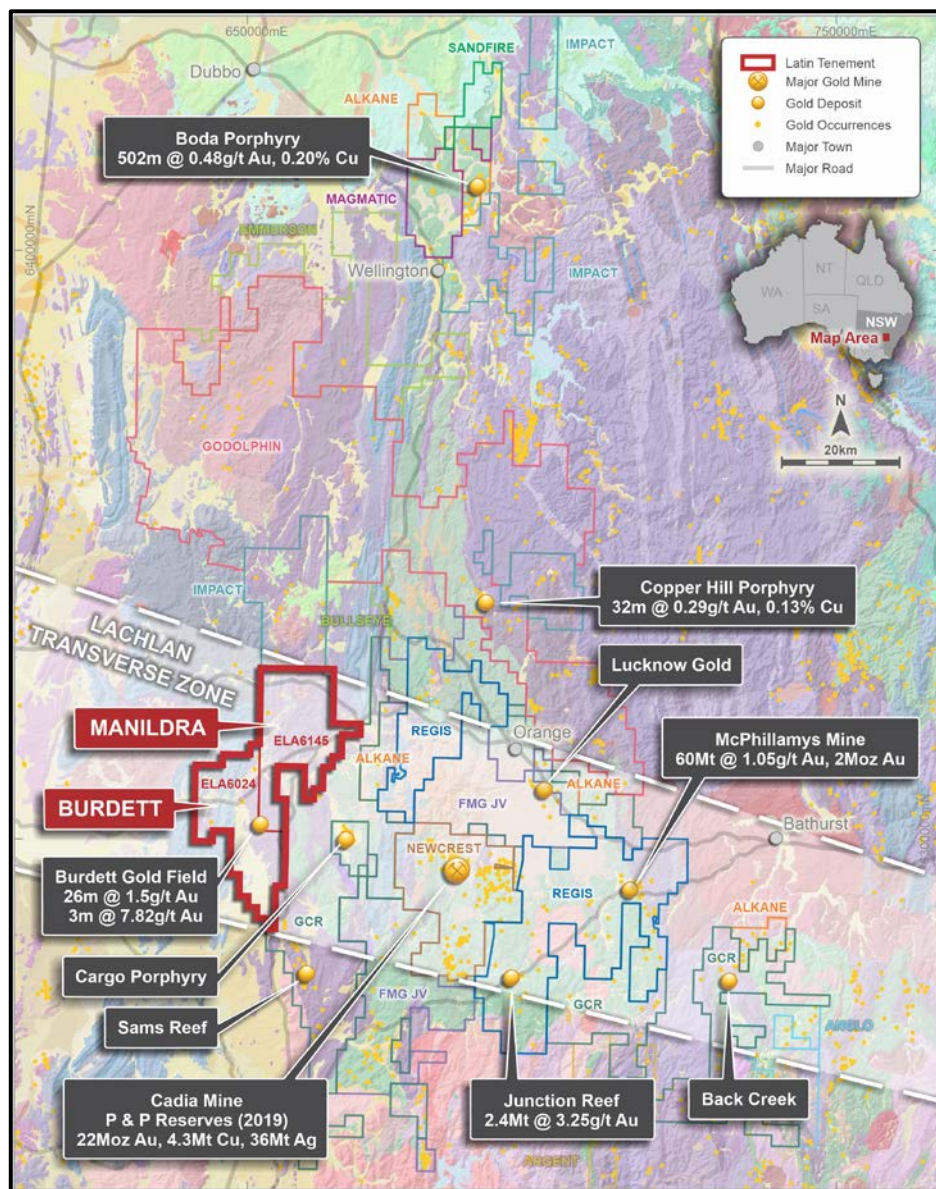 650000mE
750000mE
SANDFIRE
IMPACT
Dubbo
ALKANE
Latin Tenement
Major Gold Mine
Gold Deposit
Gold Occurrences
Major Town
Major Road
Boda Porphyry
502m @ 0.48g/t Au, 0.20% Cu
MAGMATIC
EMMERSON
6400000mN
Wellington
IMPACT
WA
NT
QLD
SA
NSW
Map Area
N
20km
GODOLPHIN
IMPACT
BULLSEYE
Copper Hill Porphyry
32m @ 0.29g/t Au, 0.13% Cu
LACHLAN
TRANSVERSE ZONE
Lucknow Gold
MANILDRA
ELA6145
REGIS
Orange
McPhillamys Mine
60Mt @ 1.05g/t Au, 2Moz Au
ALKANE
ALKANE
ELA6024
BURDETT
FMG JV
Bathurst
NEWCREST
Burdett Gold Field
26m @ 1.5g/t Au
3m @ 7.82g/t Au
REGIS
GCR
ALKANE
GCR
Cargo Porphyry
FMG JV
GCR
Sams Reef
ANGLO
Cadia Mine
P & P Reserves (2019)
22Moz Au, 4.3Mt Cu, 36Mt Ag
Junction Reef
2.4Mt @ 3.25g/t Au
Back Creek
ARGENT